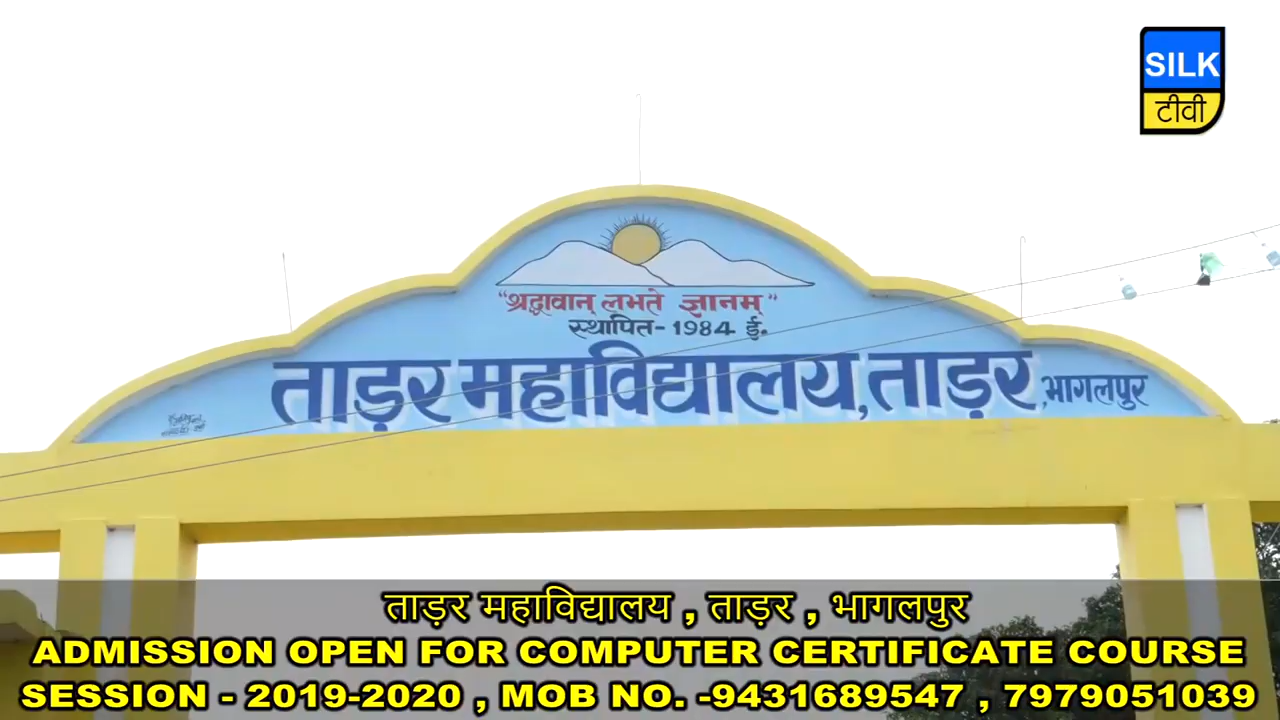 SILK
टीवी
“श्रद्धावान् लभते ज्ञानम्”
स्थापित- 1984 ई॰
ताड़र महाविद्यालय, ताड़र, भागलपुर
ताड़र महाविद्यालय , ताड़र , भागलपुर
ADMISSION OPEN FOR COMPUTER CERTIFICATE COURSE
SESSION - 2019-2020 , MOB NO. -9431689547 , 7979051039